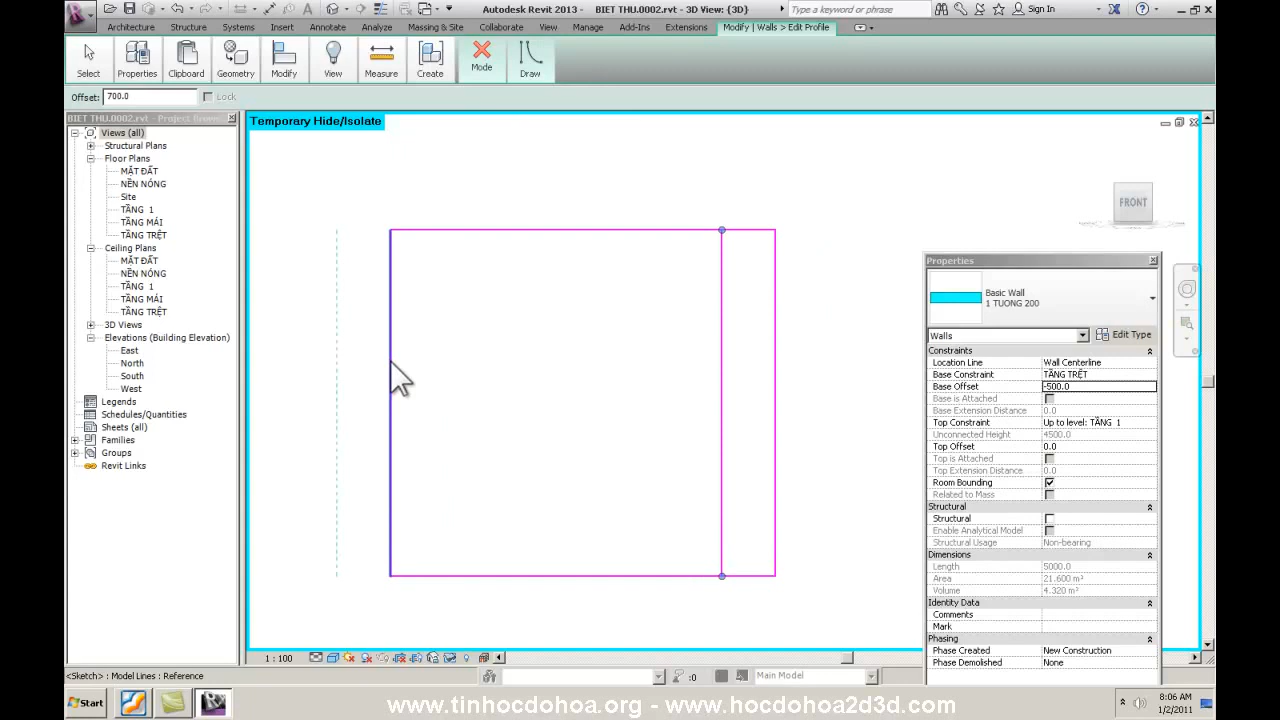 Autodesk Revit 2013 - BIET THU.0002.rvt - 3D View: {3D}
Type a keyword or phrase
Sign In
Architecture Structure Systems Insert Annotate Analyze Massing & Site Collaborate View Manage Add-Ins Extensions Modify | Walls > Edit Profile
Select Properties Clipboard Geometry Modify View Measure Create Mode Draw
Offset: 700.0 Lock
BIET THU.0002.rvt - Project Brow
Views (all)
Structural Plans
Floor Plans
MẶT ĐẤT
NỀN NÓNG
Site
TẦNG 1
TẦNG MÁI
TẦNG TRỆT
Ceiling Plans
MẶT ĐẤT
NỀN NÓNG
TẦNG 1
TẦNG MÁI
TẦNG TRỆT
3D Views
Elevations (Building Elevation)
East
North
South
West
Legends
Schedules/Quantities
Sheets (all)
Families
Groups
Revit Links
Temporary Hide/Isolate
FRONT
Properties
Basic Wall
1 TUONG 200
Walls Edit Type
Constraints
Location Line Wall Centerline
Base Constraint TẦNG TRỆT
Base Offset -500.0
Base is Attached
Base Extension Distance 0.0
Top Constraint Up to level: TẦNG 1
Unconnected Height 4500.0
Top Offset 0.0
Top is Attached
Top Extension Distance 0.0
Room Bounding
Related to Mass
Structural
Structural
Enable Analytical Model
Structural Usage Non-bearing
Dimensions
Length 5000.0
Area 21.600 m²
Volume 4.320 m³
Identity Data
Comments
Mark
Phasing
Phase Created New Construction
Phase Demolished None
1 : 100
<Sketch> : Model Lines : Reference
:0
Main Model
Start
www.tinhocdohoa.org - www.hocdohoa2d3d.com
8:06 AM
1/2/2011